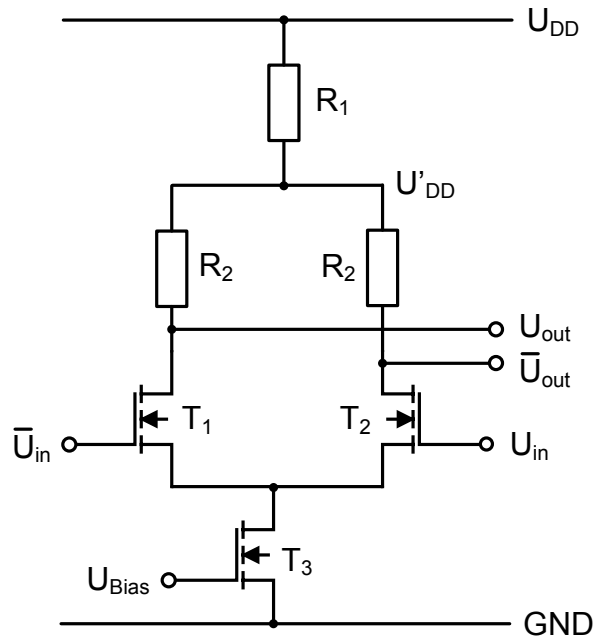 U_DD
R_1
U'_DD
R_2
R_2
U_out
Ū_out
T_1
T_2
Ū_in
U_in
T_3
U_Bias
GND